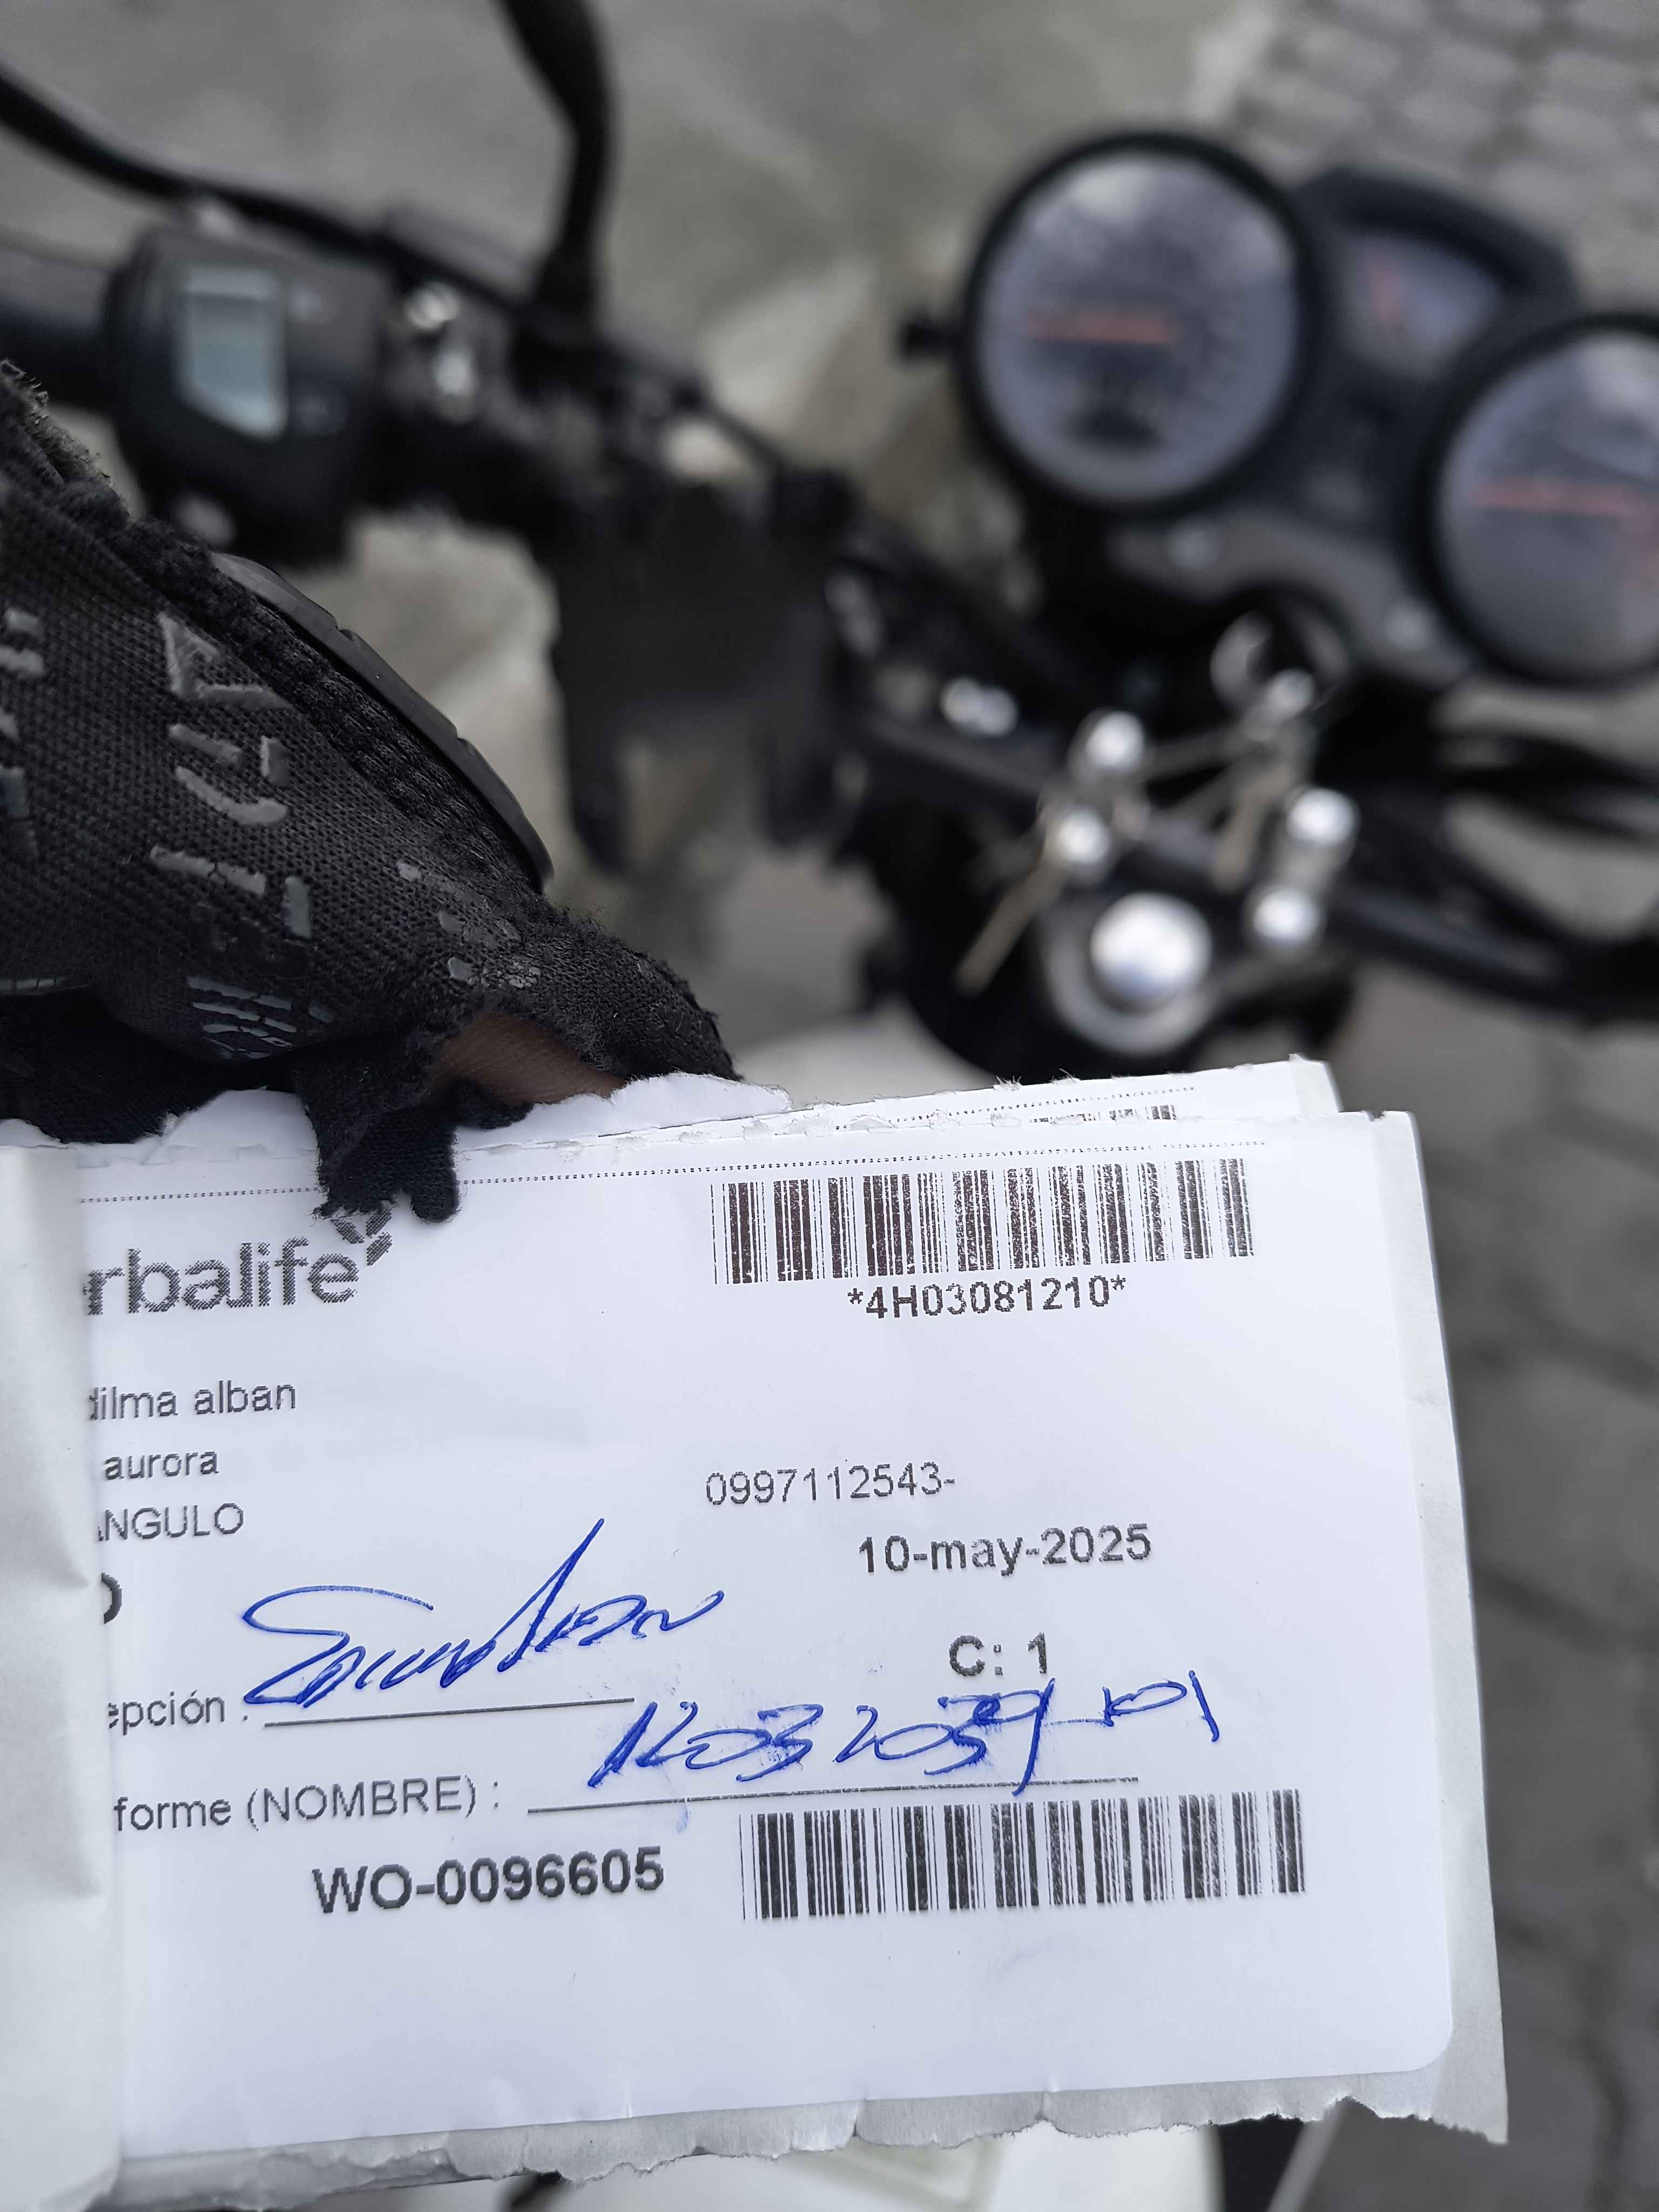 rbalife
*4H03081210*
dilma alban
aurora
0997112543-
ANGULO
10-may-2025
O
C: 1
epción :
forme (NOMBRE) :
WO-0096605